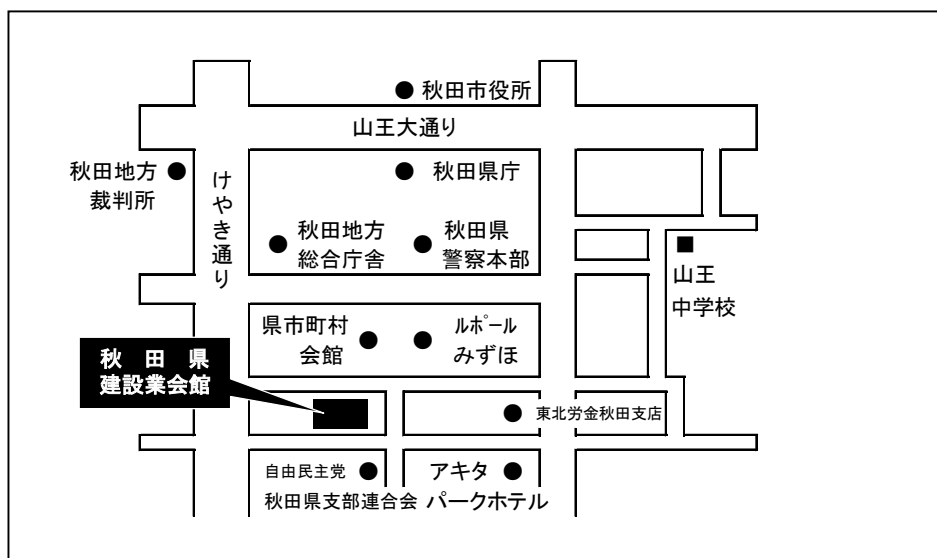 秋田市役所
山王大通り
秋田地方
裁判所
けやき通り
秋田県庁
秋田地方
総合庁舎
秋田県
警察本部
山王
中学校
県市町村
会館
ルポール
みずほ
秋田県
建設業会館
東北労金秋田支店
自由民主党
秋田県支部連合会
アキタ
パークホテル